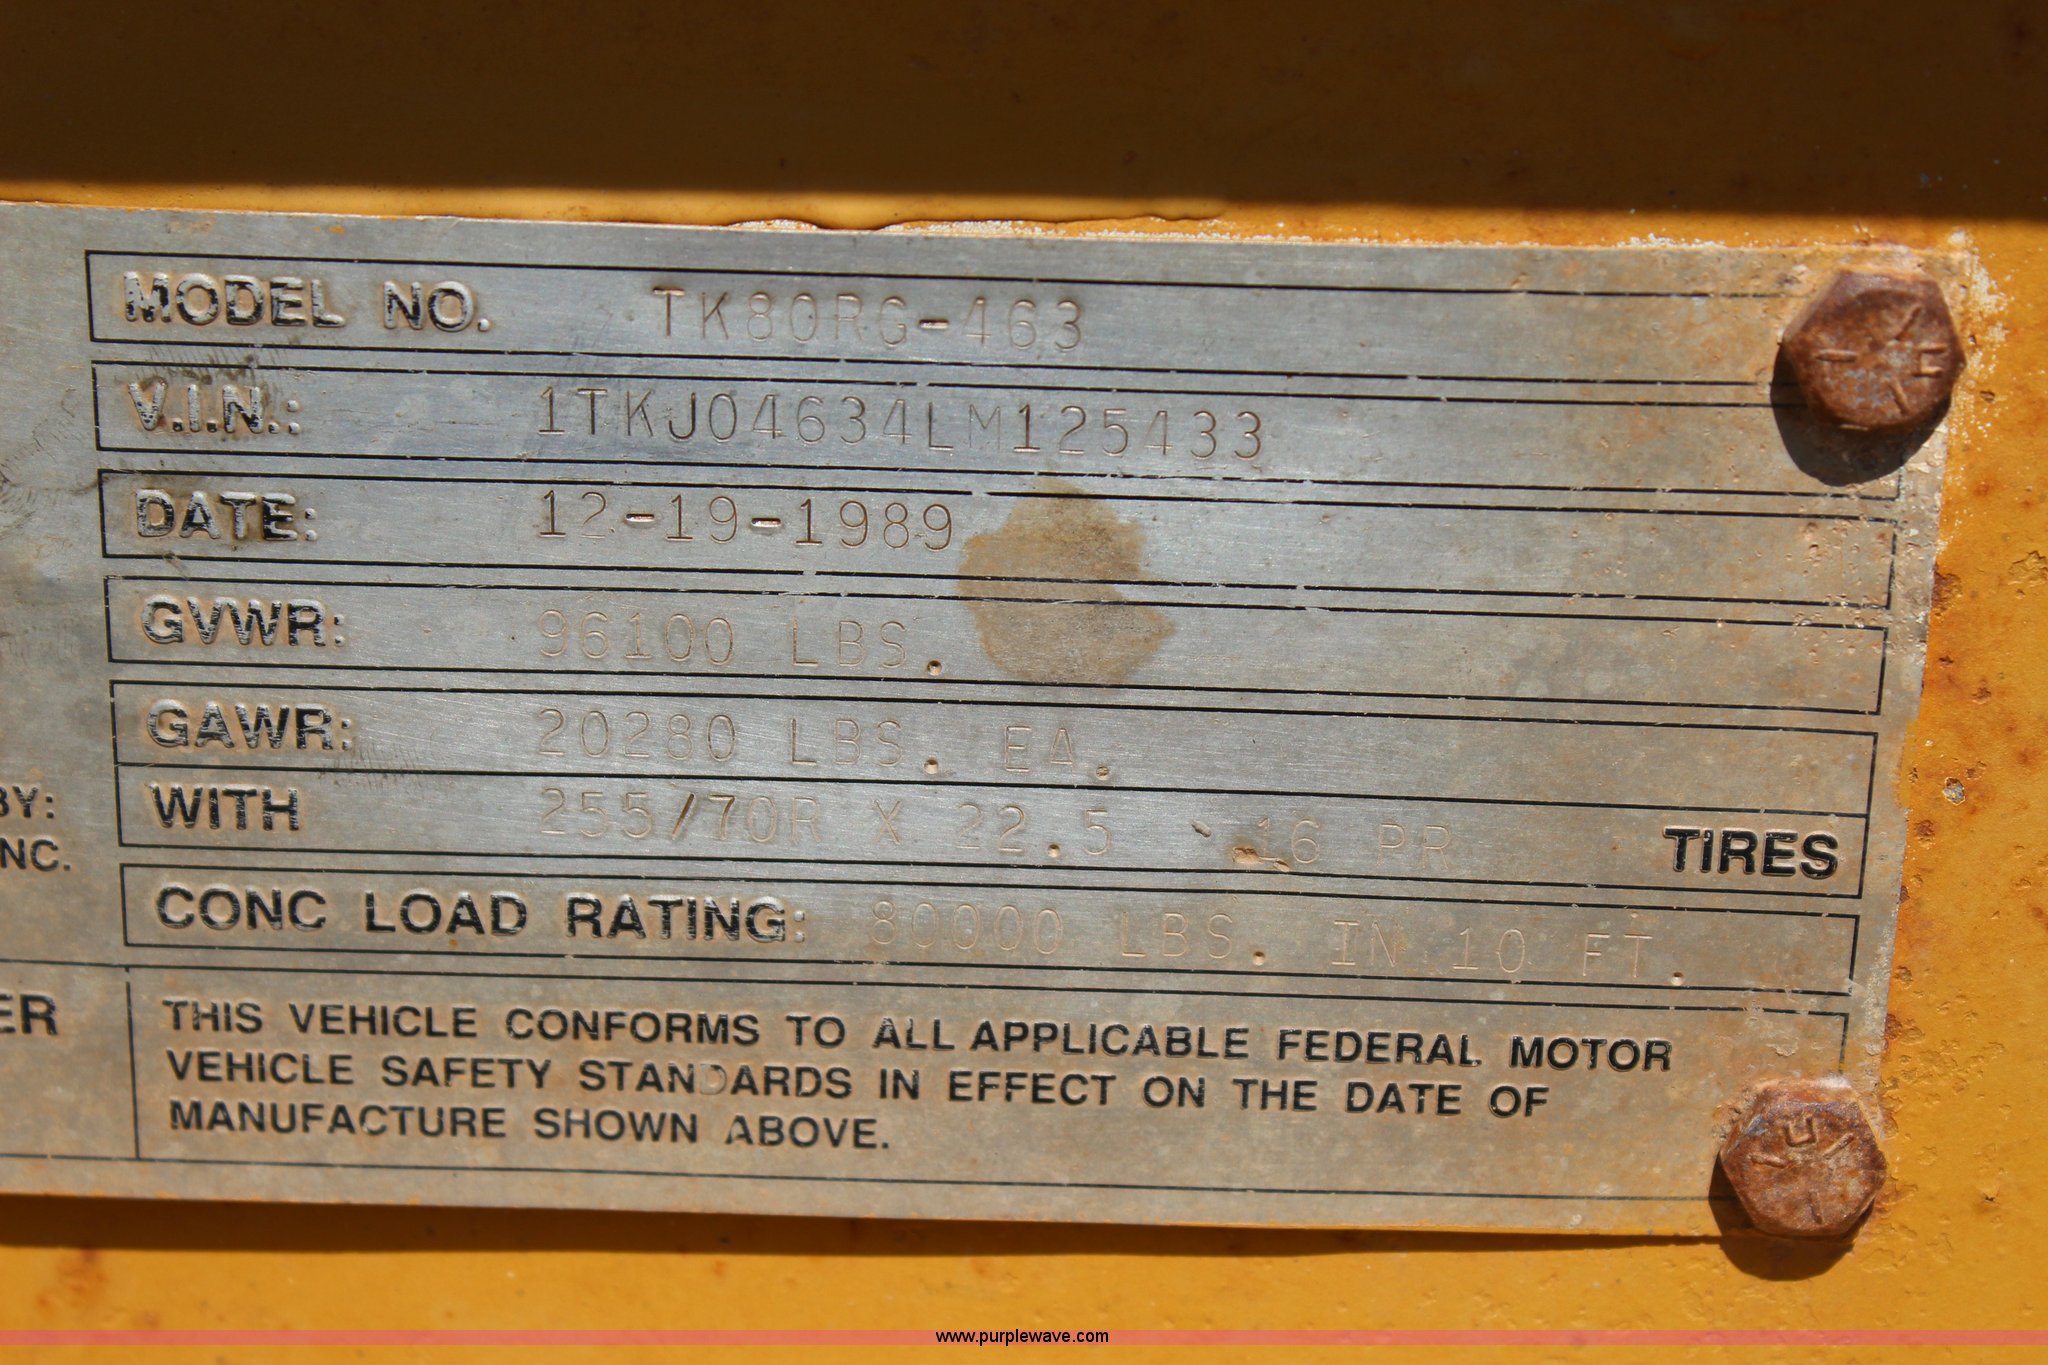 MODEL NO. TK80RG-463
V.I.N.: 1TKJ04634LM125433
DATE: 12-19-1989
GVWR: 96100 LBS.
GAWR: 20280 LBS. EA.
WITH 255/70R X 22.5 16 PR TIRES
BY:
NC.
CONC LOAD RATING: 80000 LBS. IN 10 FT.
ER
THIS VEHICLE CONFORMS TO ALL APPLICABLE FEDERAL MOTOR
VEHICLE SAFETY STANDARDS IN EFFECT ON THE DATE OF
MANUFACTURE SHOWN ABOVE.
www.purplewave.com